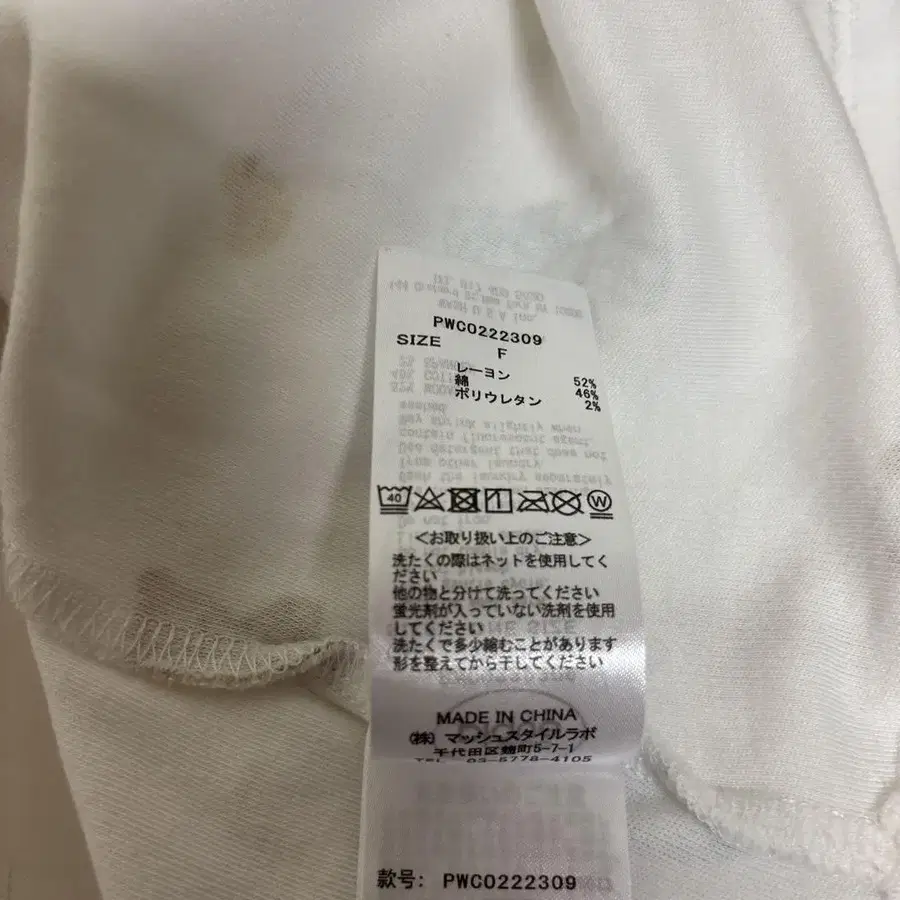 PWC0222309
SIZE F
レーヨン 52%
綿 46%
ポリウレタン 2%
40
W
<お取り扱い上のご注意>
洗たくの際はネットを使用してく
ださい
他の物と分けて洗ってください
蛍光剤が入っていない洗剤を使用
してください
洗たくで多少縮むことがあります
形を整えてから干してください
MADE IN CHINA
(株) マッシュスタイルラボ
千代田区麹町5-7-1
TEL 03-5778-4105
款号: PWC0222309